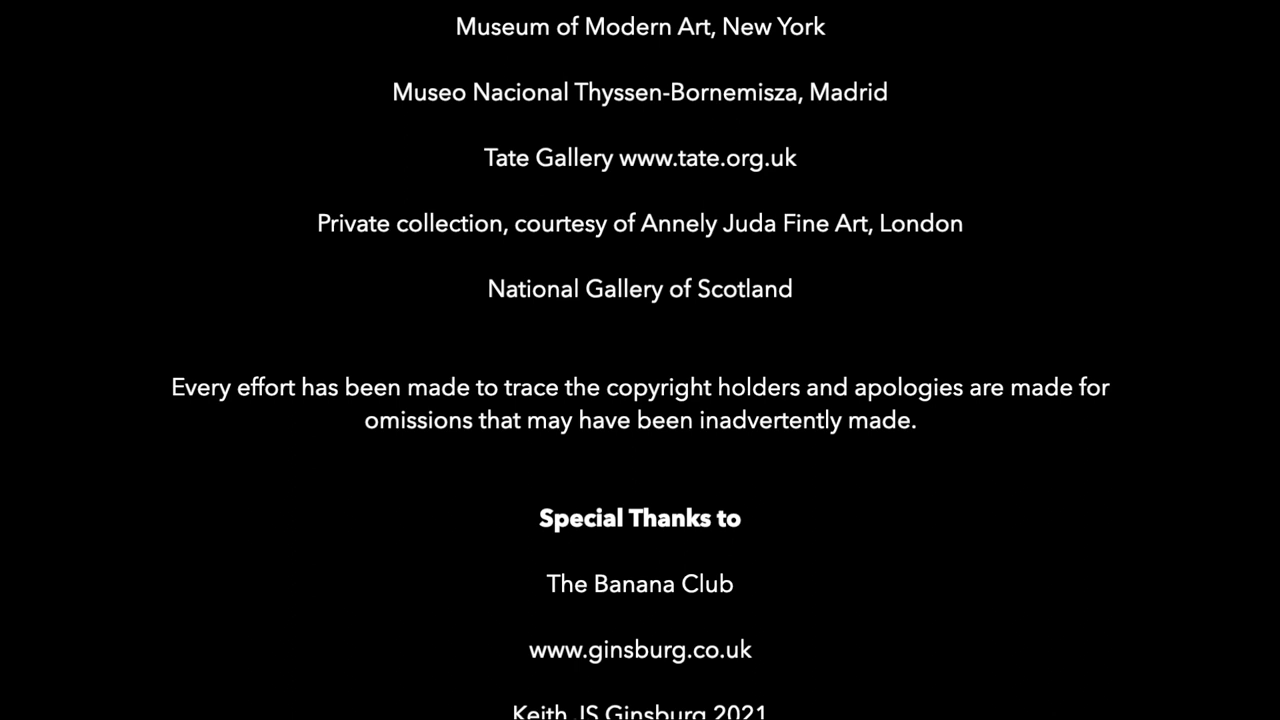 Museum of Modern Art, New York
Museo Nacional Thyssen-Bornemisza, Madrid
Tate Gallery www.tate.org.uk
Private collection, courtesy of Annely Juda Fine Art, London
National Gallery of Scotland
Every effort has been made to trace the copyright holders and apologies are made for
omissions that may have been inadvertently made.
Special Thanks to
The Banana Club
www.ginsburg.co.uk
Keith JS Ginsburg 2021